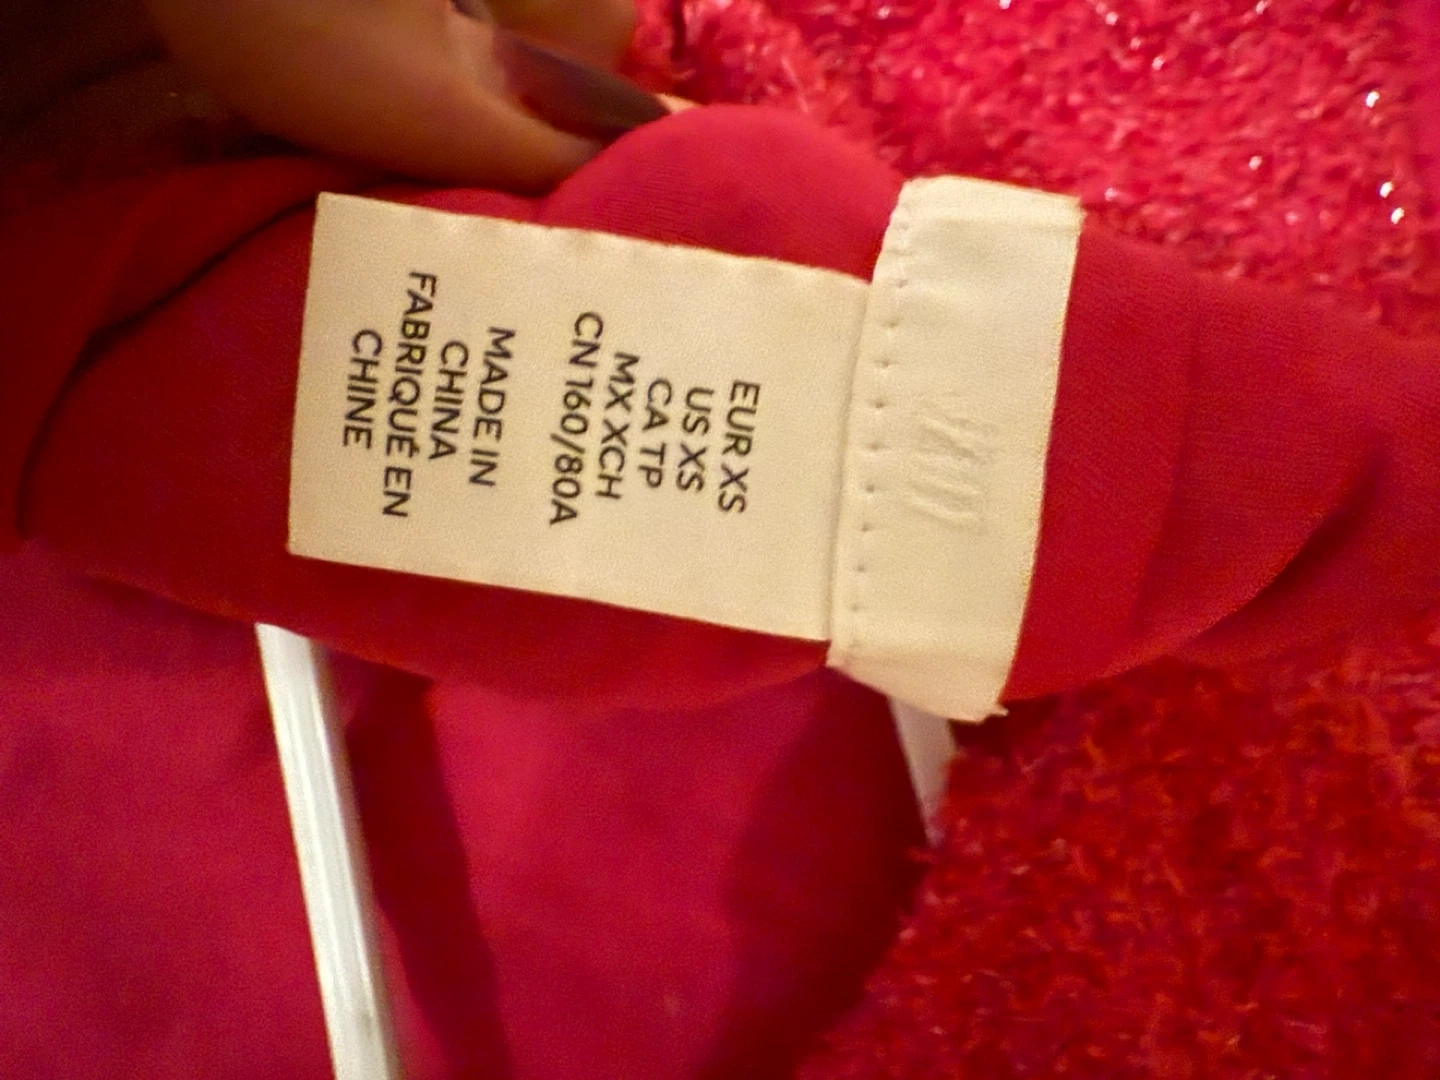 EUR XS
US XS
CA TP
MX XCH
CN 160/80A
MADE IN
CHINA
FABRIQUÉ EN
CHINE